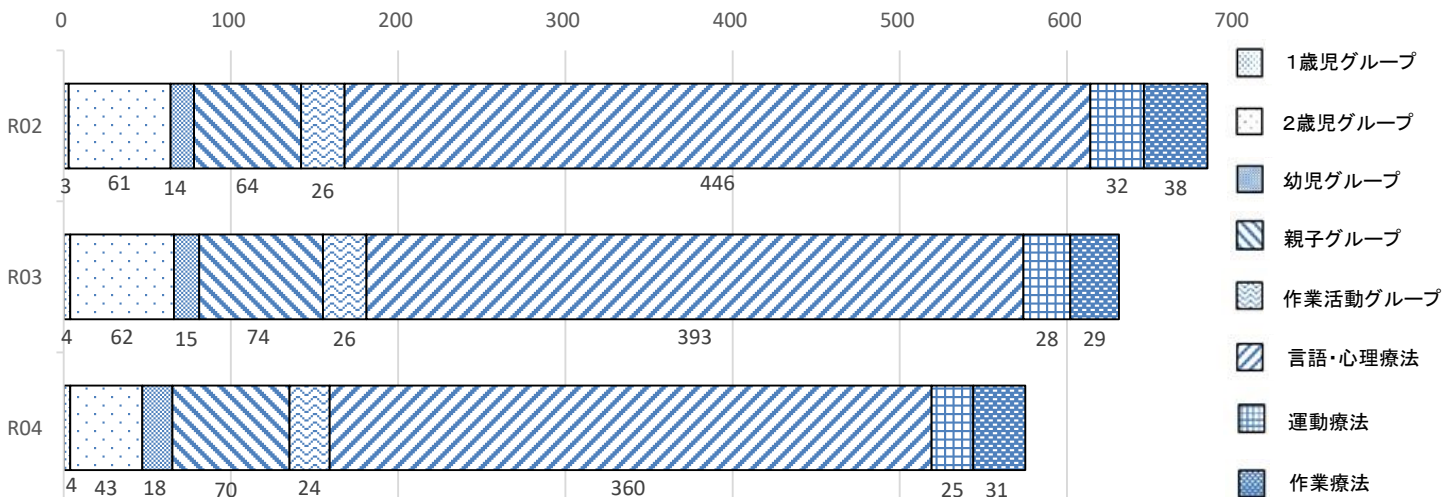 0 100 200 300 400 500 600 700
R02
3 61 14 64 26 446 32 38
R03
4 62 15 74 26 393 28 29
R04
4 43 18 70 24 360 25 31
1歳児グループ
2歳児グループ
幼児グループ
親子グループ
作業活動グループ
言語・心理療法
運動療法
作業療法